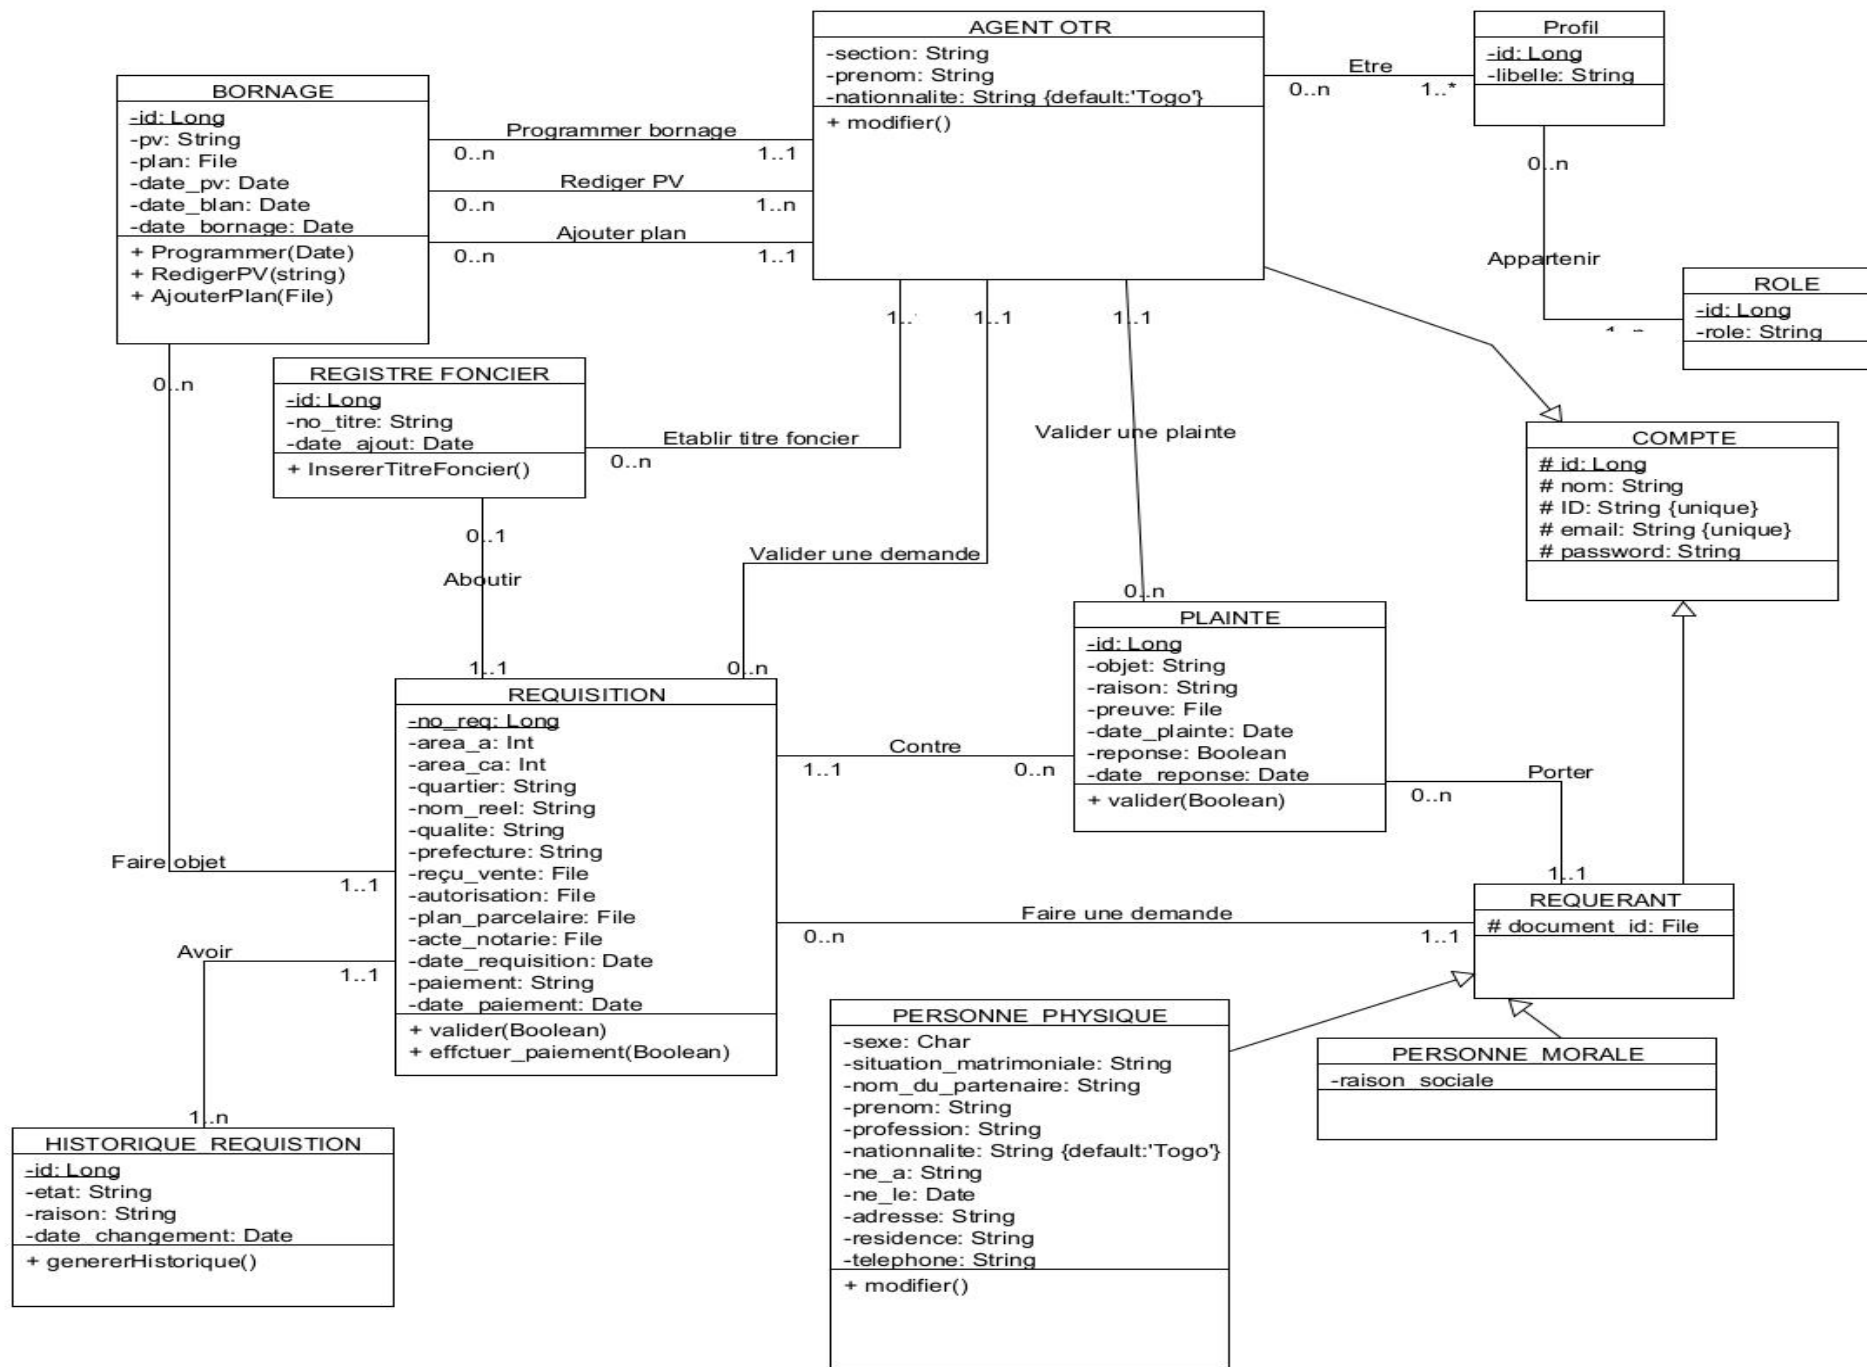 AGENT OTR
-section: String
-prenom: String
-nationnalite: String {default:'Togo'}
+ modifier()
Profil
-id: Long
-libelle: String
Etre
0..n
1..*
BORNAGE
-id: Long
-pv: String
-plan: File
-date_pv: Date
-date_blan: Date
-date_bornage: Date
+ Programmer(Date)
+ RedigerPV(string)
+ AjouterPlan(File)
Programmer bornage
0..n
1..1
Rediger PV
0..n
1..n
Ajouter plan
0..n
1..1
0..n
Appartenir
ROLE
-id: Long
-role: String
1..1
1..1
0..n
REGISTRE FONCIER
-id: Long
-no_titre: String
-date_ajout: Date
+ InsererTitreFoncier()
Etablir titre foncier
0..n
Valider une plainte
COMPTE
# id: Long
# nom: String
# ID: String {unique}
# email: String {unique}
# password: String
0..1
Aboutir
1..1
Valider une demande
0..n
0..n
PLAINTE
-id: Long
-objet: String
-raison: String
-preuve: File
-date_plainte: Date
-reponse: Boolean
-date_reponse: Date
+ valider(Boolean)
REQUISITION
-no_req: Long
-area_a: Int
-area_ca: Int
-quartier: String
-nom_reel: String
-qualite: String
-prefecture: String
-reçu_vente: File
-autorisation: File
-plan_parcelaire: File
-acte_notarie: File
-date_requisition: Date
-paiement: String
-date_paiement: Date
+ valider(Boolean)
+ effctuer_paiement(Boolean)
Contre
1..1
0..n
Porter
0..n
1..1
Faire objet
1..1
REQUERANT
# document_id: File
Faire une demande
0..n
1..1
Avoir
1..1
1..n
PERSONNE_PHYSIQUE
-sexe: Char
-situation_matrimoniale: String
-nom_du_partenaire: String
-prenom: String
-profession: String
-nationnalite: String {default:'Togo'}
-ne_a: String
-ne_le: Date
-adresse: String
-residence: String
-telephone: String
+ modifier()
PERSONNE_MORALE
-raison_sociale
HISTORIQUE_REQUISTION
-id: Long
-etat: String
-raison: String
-date_changement: Date
+ genererHistorique()